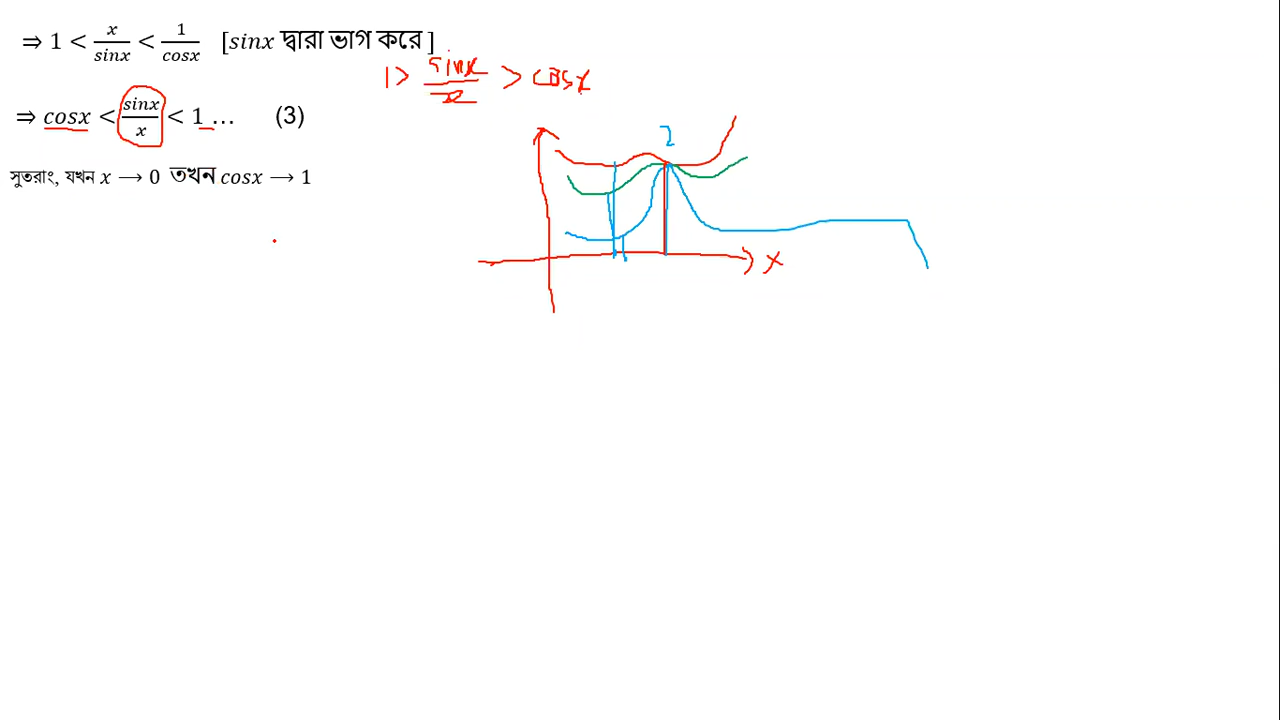 ⇒ 1 < x/sinx < 1/cosx [sinx দ্বারা ভাগ করে ]
1 > sinx/x > cosx
⇒ cosx < sinx/x < 1 … (3)
সুতরাং, যখন x ⟶ 0 তখন cosx ⟶ 1
2
x